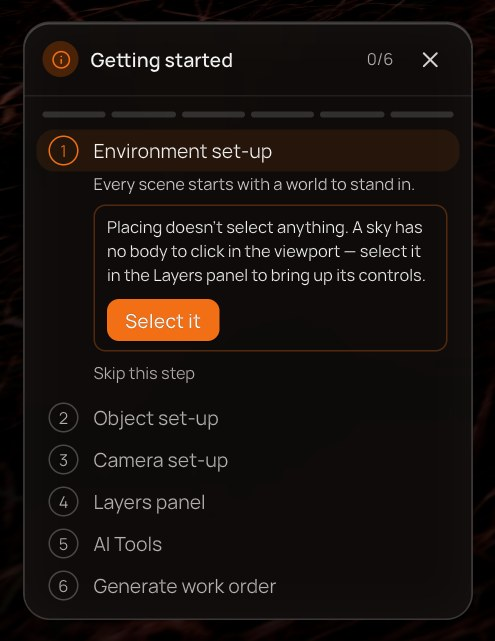 Getting started
0/6
1 Environment set-up
Every scene starts with a world to stand in.
Placing doesn't select anything. A sky has
no body to click in the viewport — select it
in the Layers panel to bring up its controls.
Select it
Skip this step
2 Object set-up
3 Camera set-up
4 Layers panel
5 AI Tools
6 Generate work order